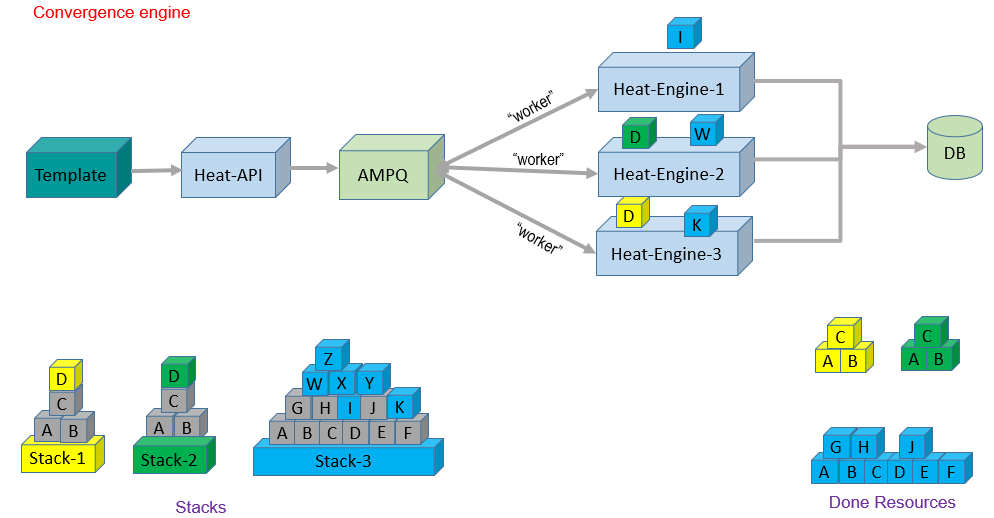 Convergence engine
I
Heat-Engine-1
"worker"
D W
Template Heat-API AMPQ "worker" Heat-Engine-2 DB
D K
"worker"
Heat-Engine-3
Z
D D W X Y
C C G H I J K
A B A B A B C D E F
Stack-1 Stack-2 Stack-3
Stacks
C C
A B A B
G H J
A B C D E F
Done Resources